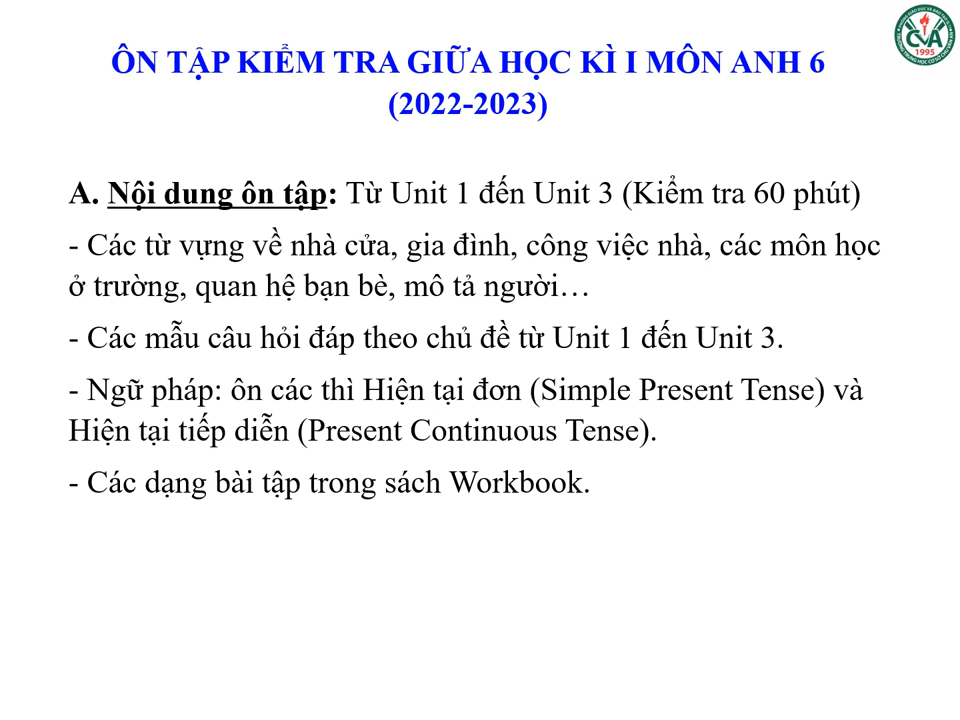 ÔN TẬP KIỂM TRA GIỮA HỌC KÌ I MÔN ANH 6
(2022-2023)
A. Nội dung ôn tập: Từ Unit 1 đến Unit 3 (Kiểm tra 60 phút)
- Các từ vựng về nhà cửa, gia đình, công việc nhà, các môn học
ở trường, quan hệ bạn bè, mô tả người…
- Các mẫu câu hỏi đáp theo chủ đề từ Unit 1 đến Unit 3.
- Ngữ pháp: ôn các thì Hiện tại đơn (Simple Present Tense) và
Hiện tại tiếp diễn (Present Continuous Tense).
- Các dạng bài tập trong sách Workbook.
CVA
1995